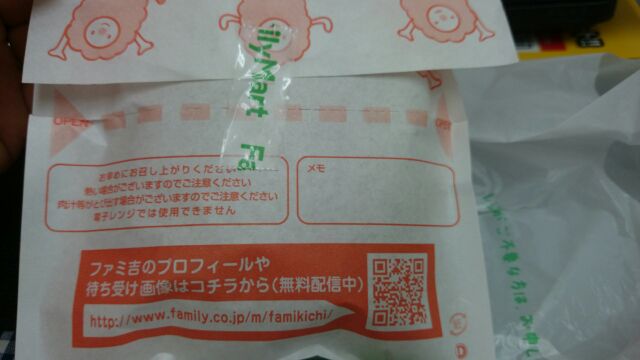 ilyMart Fa
OPEN
OPEN
お早めにお召し上がりください
熱い場合がございますのでご注意ください
肉汁等がとび出す場合がございますのでご注意ください
電子レンジでは使用できません
メモ
ファミ吉のプロフィールや
待ち受け画像はコチラから(無料配信中)
http://www.family.co.jp/m/famikichi/